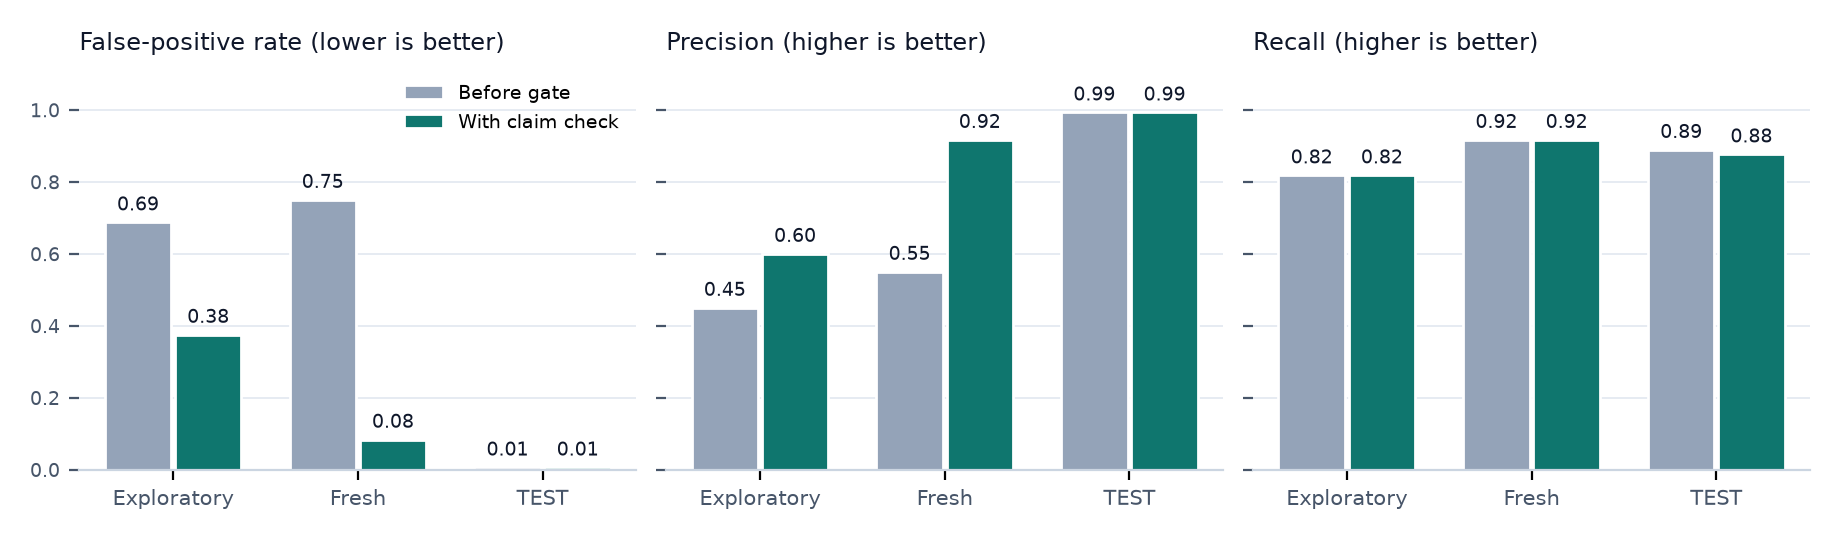 False-positive rate (lower is better)
Before gate
With claim check
1.0
0.8
0.6
0.4
0.2
0.0
0.69
0.38
0.75
0.08
0.01
0.01
Exploratory
Fresh
TEST
Precision (higher is better)
0.45
0.60
0.55
0.92
0.99
0.99
Exploratory
Fresh
TEST
Recall (higher is better)
0.82
0.82
0.92
0.92
0.89
0.88
Exploratory
Fresh
TEST